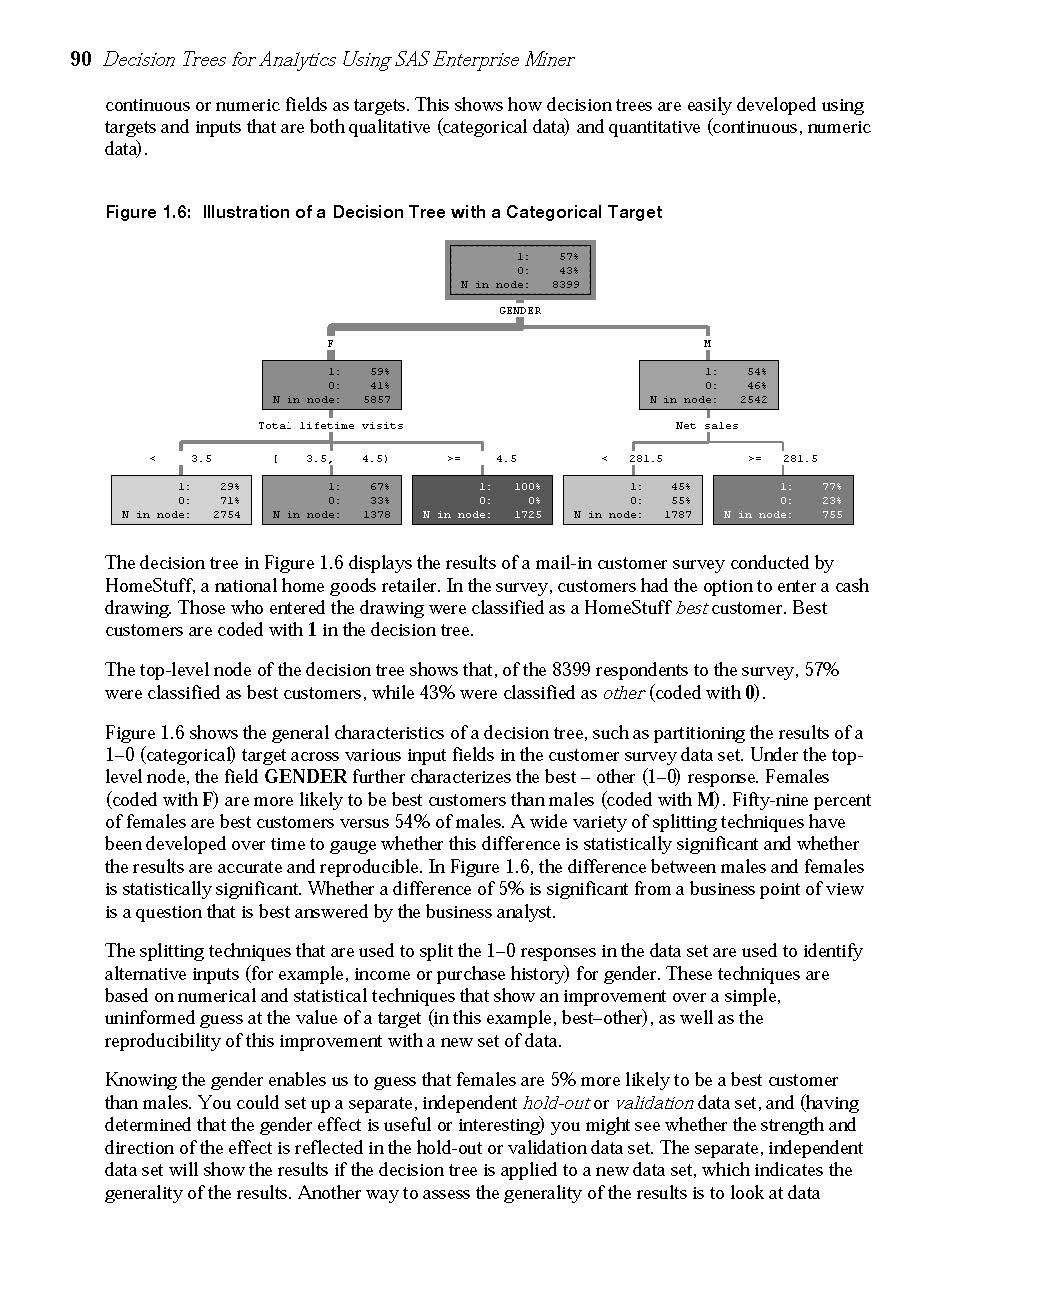 90 Decision Trees for Analytics Using SAS Enterprise Miner
continuous or numeric fields as targets. This shows how decision trees are easily developed using
targets and inputs that are both qualitative (categorical data) and quantitative (continuous, numeric
data).
Figure 1.6: Illustration of a Decision Tree with a Categorical Target
1: 57%
0: 43%
N in node: 8399
GENDER
F M
1: 59% 1: 54%
0: 41% 0: 46%
N in node: 5857 N in node: 2542
Total lifetime visits Net sales
< 3.5 [ 3.5, 4.5) >= 4.5 < 281.5 >= 281.5
1: 29% 1: 67% 1: 100% 1: 45% 1: 77%
0: 71% 0: 33% 0: 0% 0: 55% 0: 23%
N in node: 2754 N in node: 1378 N in node: 1725 N in node: 1787 N in node: 755
The decision tree in Figure 1.6 displays the results of a mail-in customer survey conducted by
HomeStuff, a national home goods retailer. In the survey, customers had the option to enter a cash
drawing. Those who entered the drawing were classified as a HomeStuff best customer. Best
customers are coded with 1 in the decision tree.
The top-level node of the decision tree shows that, of the 8399 respondents to the survey, 57%
were classified as best customers, while 43% were classified as other (coded with 0).
Figure 1.6 shows the general characteristics of a decision tree, such as partitioning the results of a
1–0 (categorical) target across various input fields in the customer survey data set. Under the top-
level node, the field GENDER further characterizes the best – other (1–0) response. Females
(coded with F) are more likely to be best customers than males (coded with M). Fifty-nine percent
of females are best customers versus 54% of males. A wide variety of splitting techniques have
been developed over time to gauge whether this difference is statistically significant and whether
the results are accurate and reproducible. In Figure 1.6, the difference between males and females
is statistically significant. Whether a difference of 5% is significant from a business point of view
is a question that is best answered by the business analyst.
The splitting techniques that are used to split the 1–0 responses in the data set are used to identify
alternative inputs (for example, income or purchase history) for gender. These techniques are
based on numerical and statistical techniques that show an improvement over a simple,
uninformed guess at the value of a target (in this example, best–other), as well as the
reproducibility of this improvement with a new set of data.
Knowing the gender enables us to guess that females are 5% more likely to be a best customer
than males. You could set up a separate, independent hold-out or validation data set, and (having
determined that the gender effect is useful or interesting) you might see whether the strength and
direction of the effect is reflected in the hold-out or validation data set. The separate, independent
data set will show the results if the decision tree is applied to a new data set, which indicates the
generality of the results. Another way to assess the generality of the results is to look at data